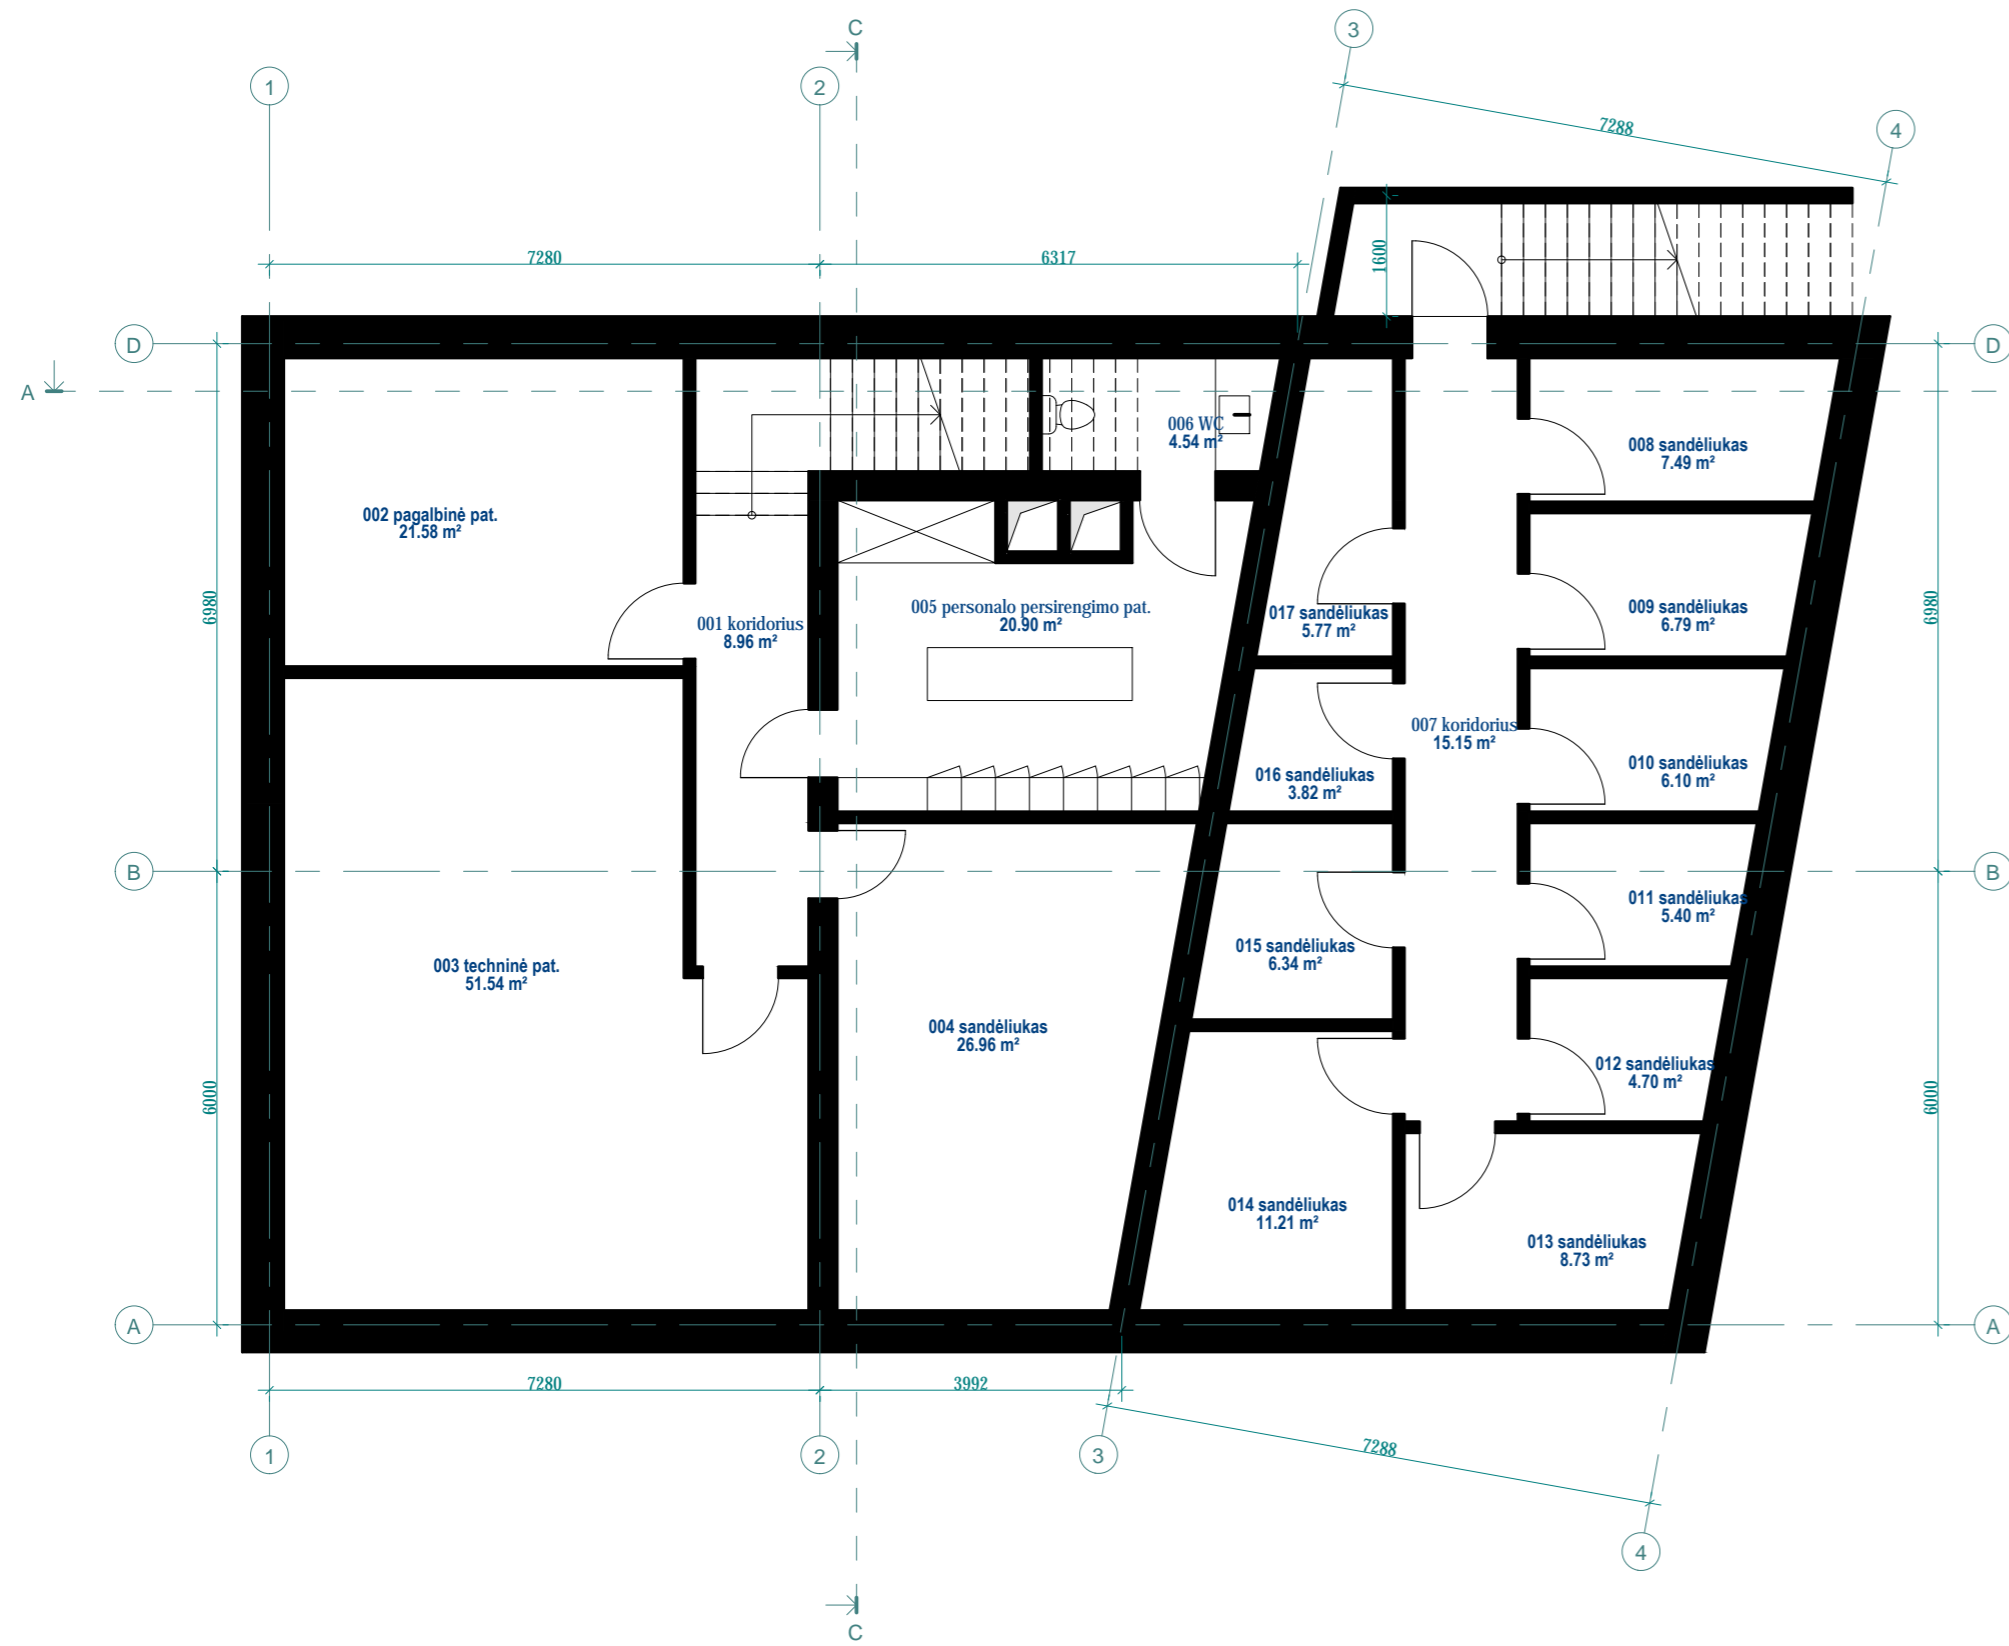 C
3
1
2
4
7288
7280
6317
1600
D
D
A
006 WC
4.54 m²
008 sandėliukas
7.49 m²
002 pagalbinė pat.
21.58 m²
6980
001 koridorius
8.96 m²
005 personalo persirengimo pat.
20.90 m²
017 sandėliukas
5.77 m²
009 sandėliukas
6.79 m²
6980
007 koridorius
15.15 m²
016 sandėliukas
3.82 m²
010 sandėliukas
6.10 m²
B
B
011 sandėliukas
5.40 m²
015 sandėliukas
6.34 m²
003 techninė pat.
51.54 m²
004 sandėliukas
26.96 m²
012 sandėliukas
4.70 m²
6000
6000
014 sandėliukas
11.21 m²
013 sandėliukas
8.73 m²
A
A
7280
3992
7288
1
2
3
4
C